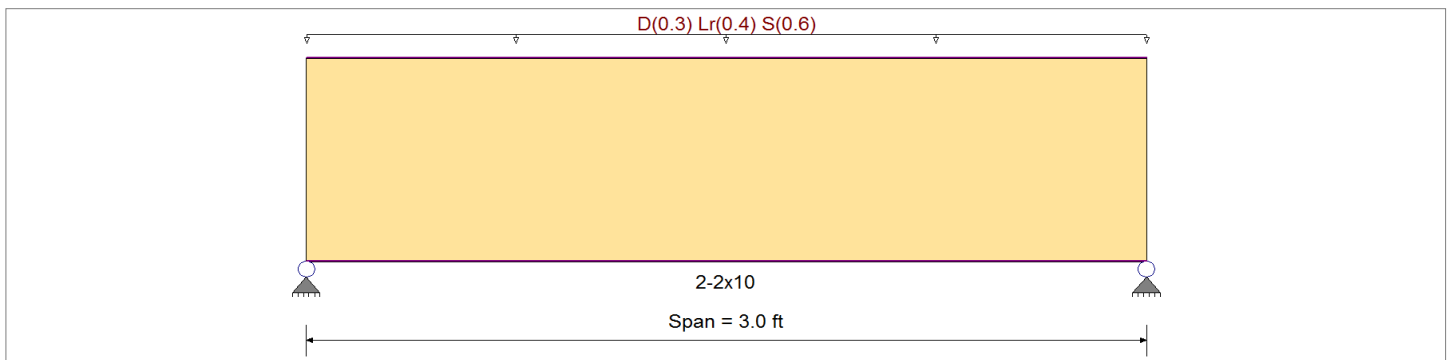 D(0.3) Lr(0.4) S(0.6)
2-2x10
Span = 3.0 ft